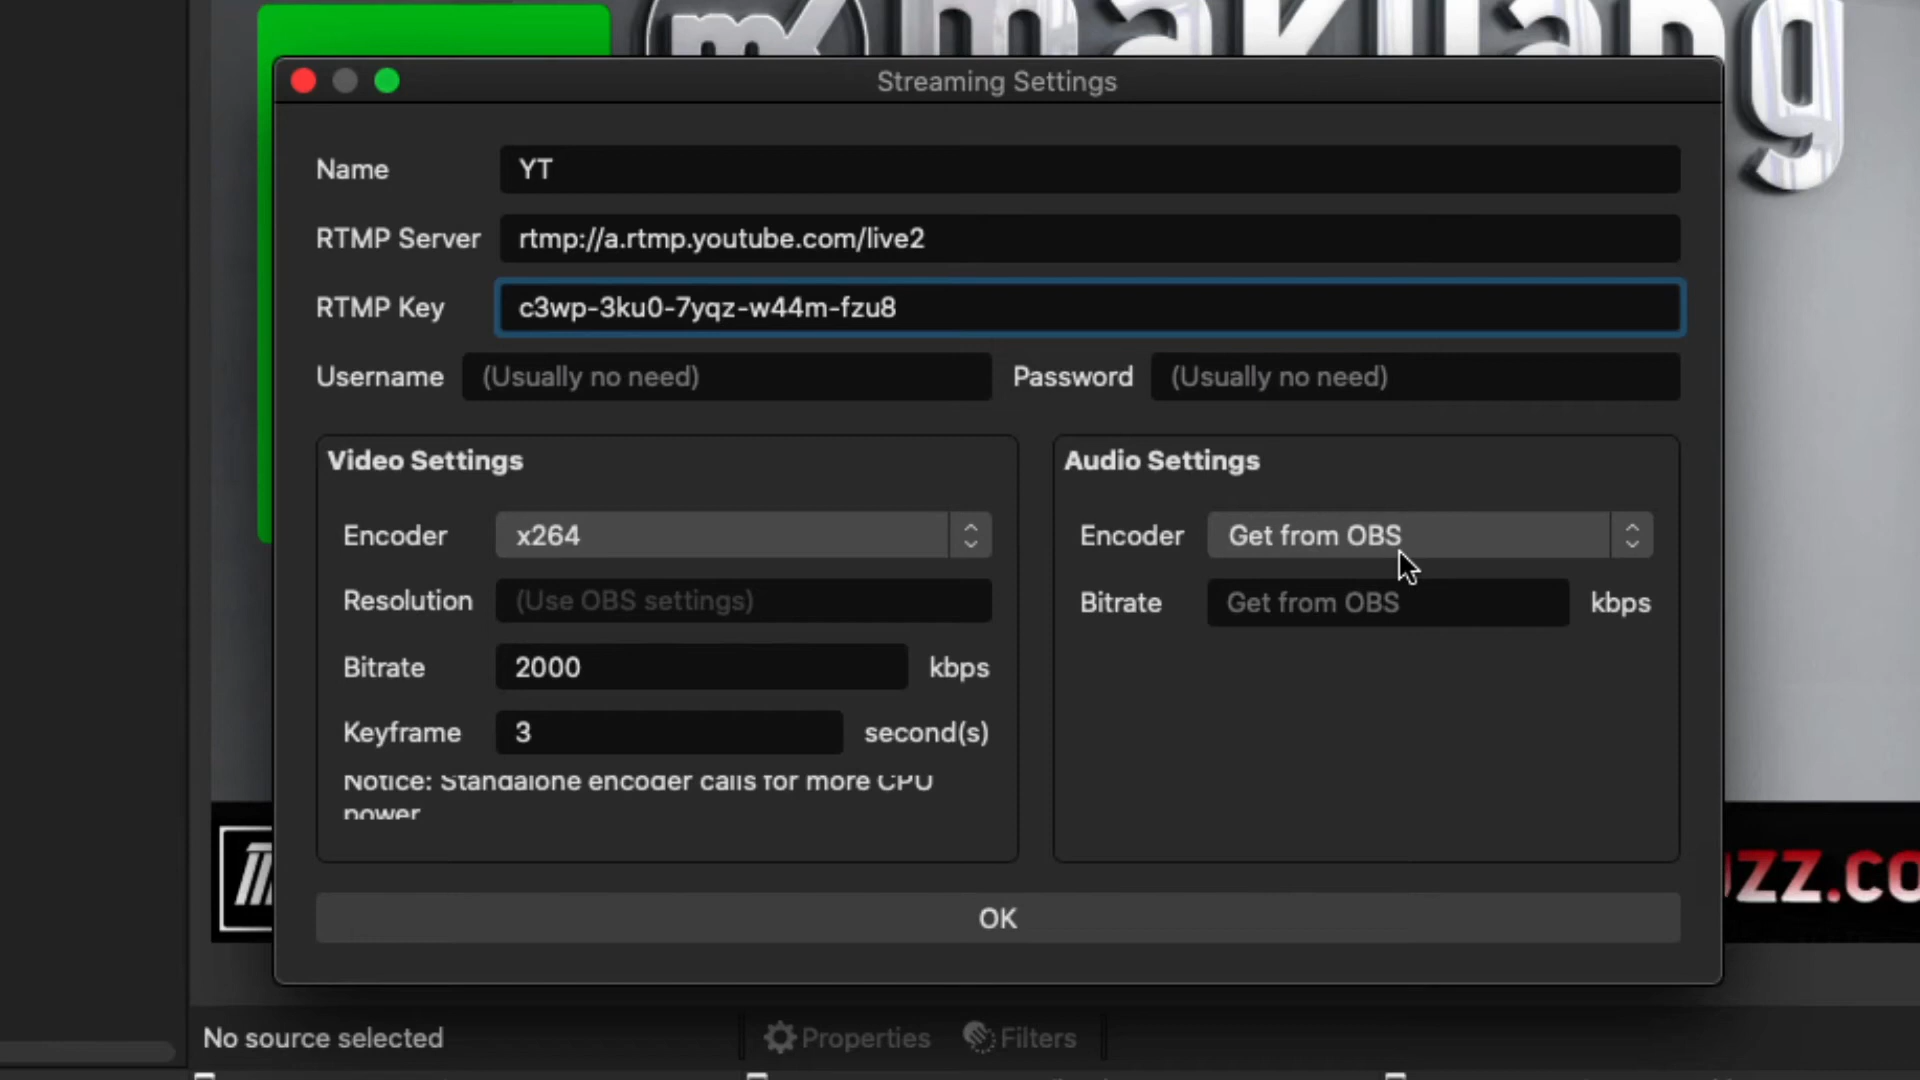 makilang
Streaming Settings
Name YT
RTMP Server rtmp://a.rtmp.youtube.com/live2
RTMP Key c3wp-3ku0-7yqz-w44m-fzu8
Username (Usually no need) Password (Usually no need)
Video Settings
Encoder x264
Resolution (Use OBS settings)
Bitrate 2000 kbps
Keyframe 3 second(s)
Notice: Standalone encoder calls for more CPU
power
Audio Settings
Encoder Get from OBS
Bitrate Get from OBS kbps
OK
No source selected Properties Filters